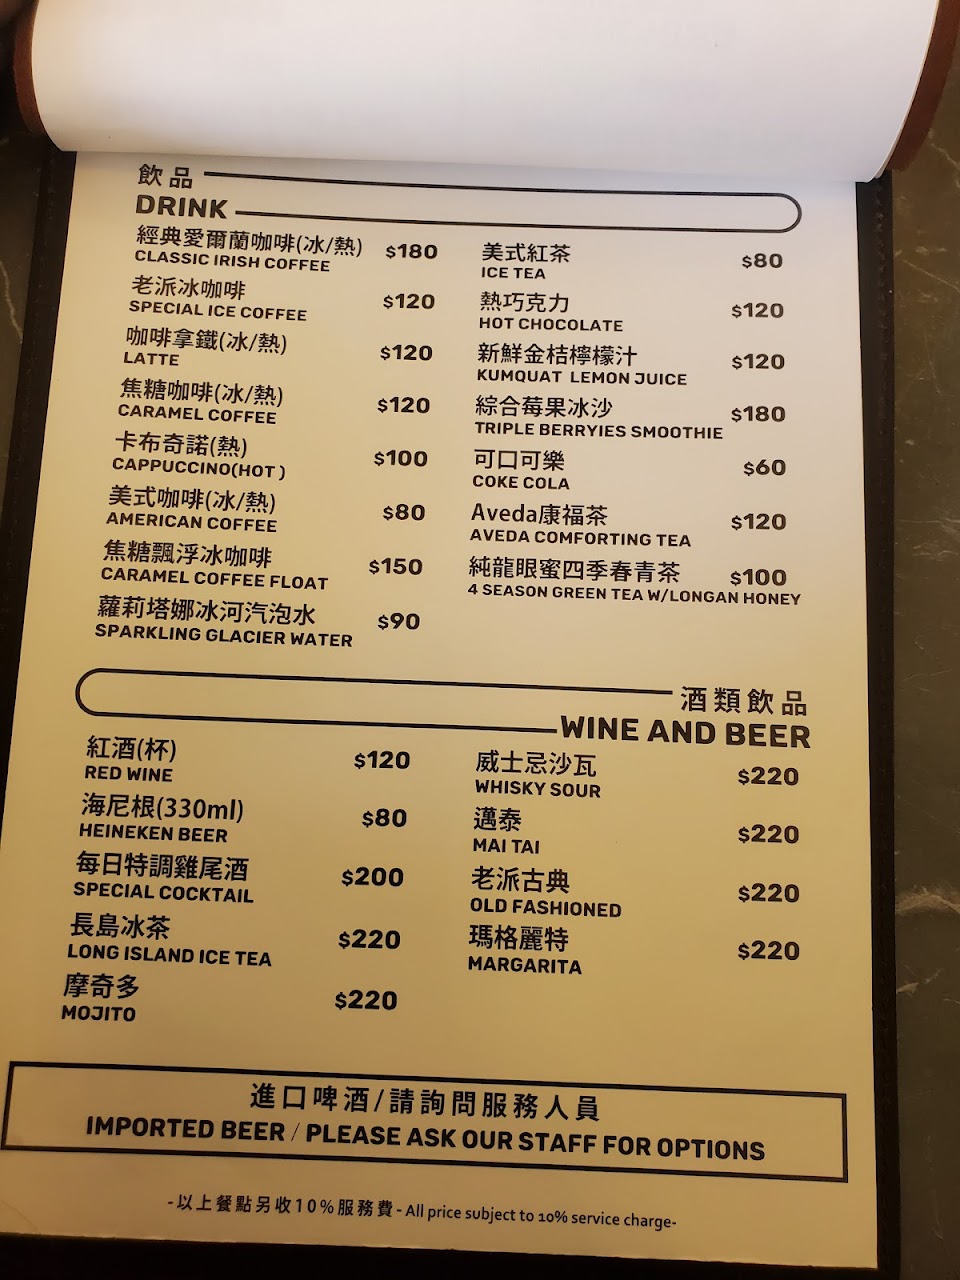 飲品
DRINK
經典愛爾蘭咖啡(冰/熱) $180
CLASSIC IRISH COFFEE
老派冰咖啡 $120
SPECIAL ICE COFFEE
咖啡拿鐵(冰/熱) $120
LATTE
焦糖咖啡(冰/熱) $120
CARAMEL COFFEE
卡布奇諾(熱) $100
CAPPUCCINO(HOT )
美式咖啡(冰/熱) $80
AMERICAN COFFEE
焦糖飄浮冰咖啡 $150
CARAMEL COFFEE FLOAT
蘿莉塔娜冰河汽泡水 $90
SPARKLING GLACIER WATER
美式紅茶 $80
ICE TEA
熱巧克力 $120
HOT CHOCOLATE
新鮮金桔檸檬汁 $120
KUMQUAT LEMON JUICE
綜合莓果冰沙 $180
TRIPLE BERRYIES SMOOTHIE
可口可樂 $60
COKE COLA
Aveda康福茶 $120
AVEDA COMFORTING TEA
純龍眼蜜四季春青茶 $100
4 SEASON GREEN TEA W/LONGAN HONEY
酒類飲品
WINE AND BEER
紅酒(杯) $120
RED WINE
海尼根(330ml) $80
HEINEKEN BEER
每日特調雞尾酒 $200
SPECIAL COCKTAIL
長島冰茶 $220
LONG ISLAND ICE TEA
摩奇多 $220
MOJITO
威士忌沙瓦 $220
WHISKY SOUR
邁泰 $220
MAI TAI
老派古典 $220
OLD FASHIONED
瑪格麗特 $220
MARGARITA
進口啤酒/請詢問服務人員
IMPORTED BEER / PLEASE ASK OUR STAFF FOR OPTIONS
-以上餐點另收10%服務費- All price subject to 10% service charge-